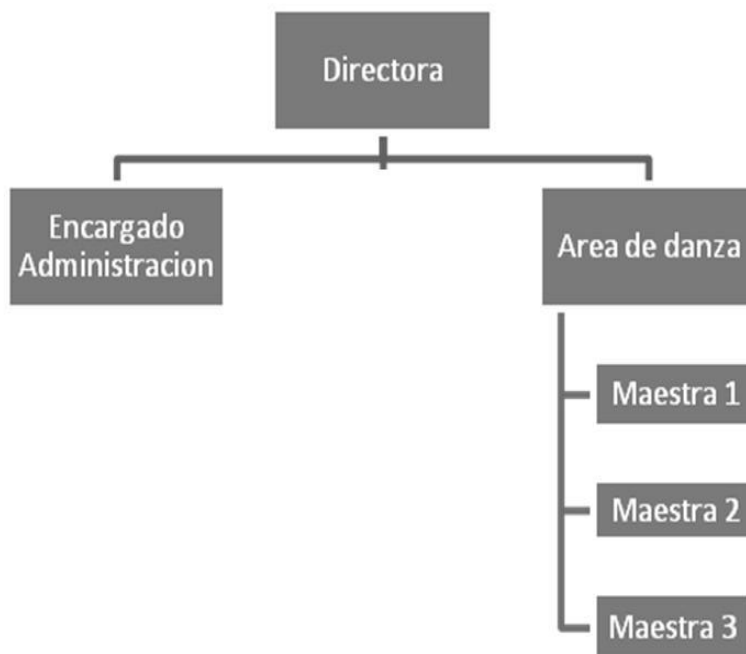 Directora
Encargado
Administracion
Area de danza
Maestra 1
Maestra 2
Maestra 3